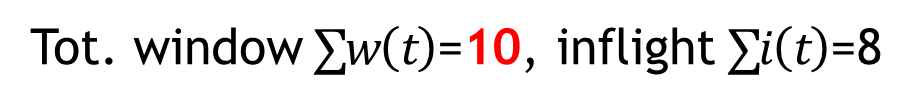 Tot. window ∑w(t)=10, inflight ∑i(t)=8